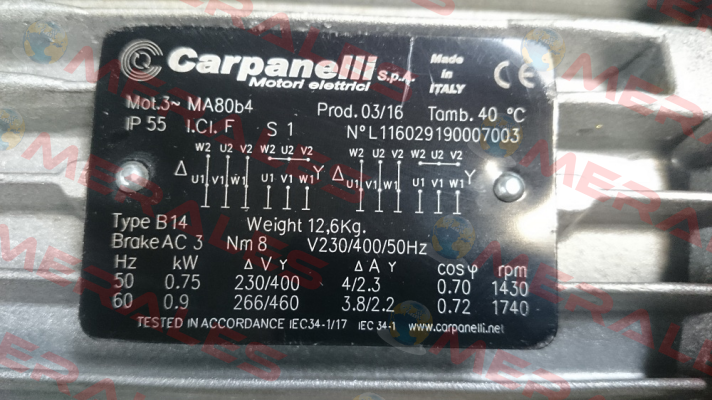 Carpanelli S.p.A.
Motori elettrici
Made in ITALY
CE
Mot.3~ MA80b4 Prod. 03/16 Tamb. 40 °C
IP 55 I.Cl. F S 1 N°L116029190007003
W2 U2 V2 W2 U2 V2 W2 U2 V2 W2 U2 V2
Δ U1 V1 W1 U1 V1 W1 Y Δ U1 V1 W1 U1 V1 W1 Y
Type B14 Weight 12,6Kg.
Brake AC 3 Nm 8 V230/400/50Hz
Hz kW Δ V Y Δ A Y cosφ rpm
50 0.75 230/400 4/2.3 0.70 1430
60 0.9 266/460 3.8/2.2 0.72 1740
TESTED IN ACCORDANCE IEC34-1/17 IEC 34-1 www.carpanelli.net
MERALES